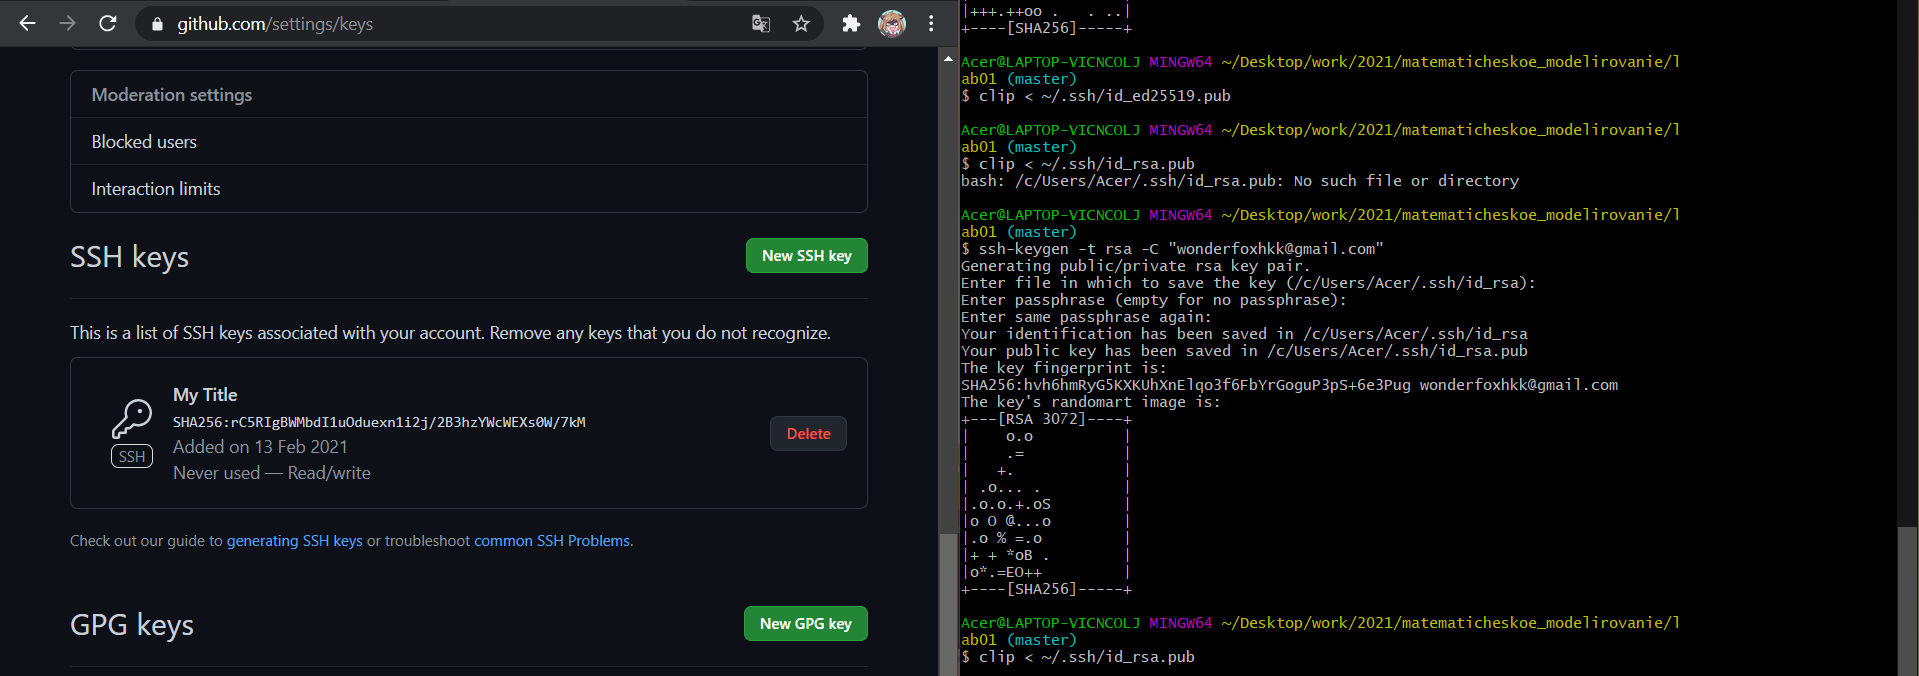 github.com/settings/keys
Moderation settings
Blocked users
Interaction limits
SSH keys
New SSH key
This is a list of SSH keys associated with your account. Remove any keys that you do not recognize.
My Title
SHA256:rC5RIgBWMbdI1uOduexn1i2j/2B3hzYWcWEXs0W/7kM
Added on 13 Feb 2021
Never used — Read/write
SSH
Delete
Check out our guide to generating SSH keys or troubleshoot common SSH Problems.
GPG keys
New GPG key
|+++.++oo .   . ..|
+----[SHA256]-----+
Acer@LAPTOP-VICNCOLJ MINGW64 ~/Desktop/work/2021/matematicheskoe_modelirovanie/l
ab01 (master)
$ clip < ~/.ssh/id_ed25519.pub
Acer@LAPTOP-VICNCOLJ MINGW64 ~/Desktop/work/2021/matematicheskoe_modelirovanie/l
ab01 (master)
$ clip < ~/.ssh/id_rsa.pub
bash: /c/Users/Acer/.ssh/id_rsa.pub: No such file or directory
Acer@LAPTOP-VICNCOLJ MINGW64 ~/Desktop/work/2021/matematicheskoe_modelirovanie/l
ab01 (master)
$ ssh-keygen -t rsa -C "wonderfoxhkk@gmail.com"
Generating public/private rsa key pair.
Enter file in which to save the key (/c/Users/Acer/.ssh/id_rsa):
Enter passphrase (empty for no passphrase):
Enter same passphrase again:
Your identification has been saved in /c/Users/Acer/.ssh/id_rsa
Your public key has been saved in /c/Users/Acer/.ssh/id_rsa.pub
The key fingerprint is:
SHA256:hvh6hmRyG5KXKUhXnElqo3f6FbYrGoguP3pS+6e3Pug wonderfoxhkk@gmail.com
The key's randomart image is:
+---[RSA 3072]----+
|    o.o          |
|    .=           |
|   +.            |
| .o... .         |
|.o.o.+.oS        |
|o O @...o        |
|.o % =.o         |
|+ + *oB .        |
|o*.=EO++         |
+----[SHA256]-----+
Acer@LAPTOP-VICNCOLJ MINGW64 ~/Desktop/work/2021/matematicheskoe_modelirovanie/l
ab01 (master)
$ clip < ~/.ssh/id_rsa.pub